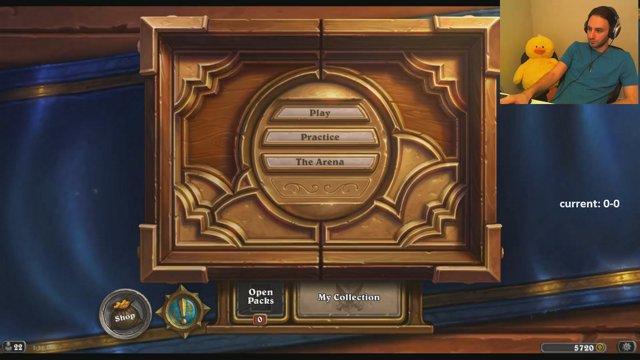 Play
Practice
The Arena
current: 0-0
Open
Packs
0
My Collection
Shop
22
5720